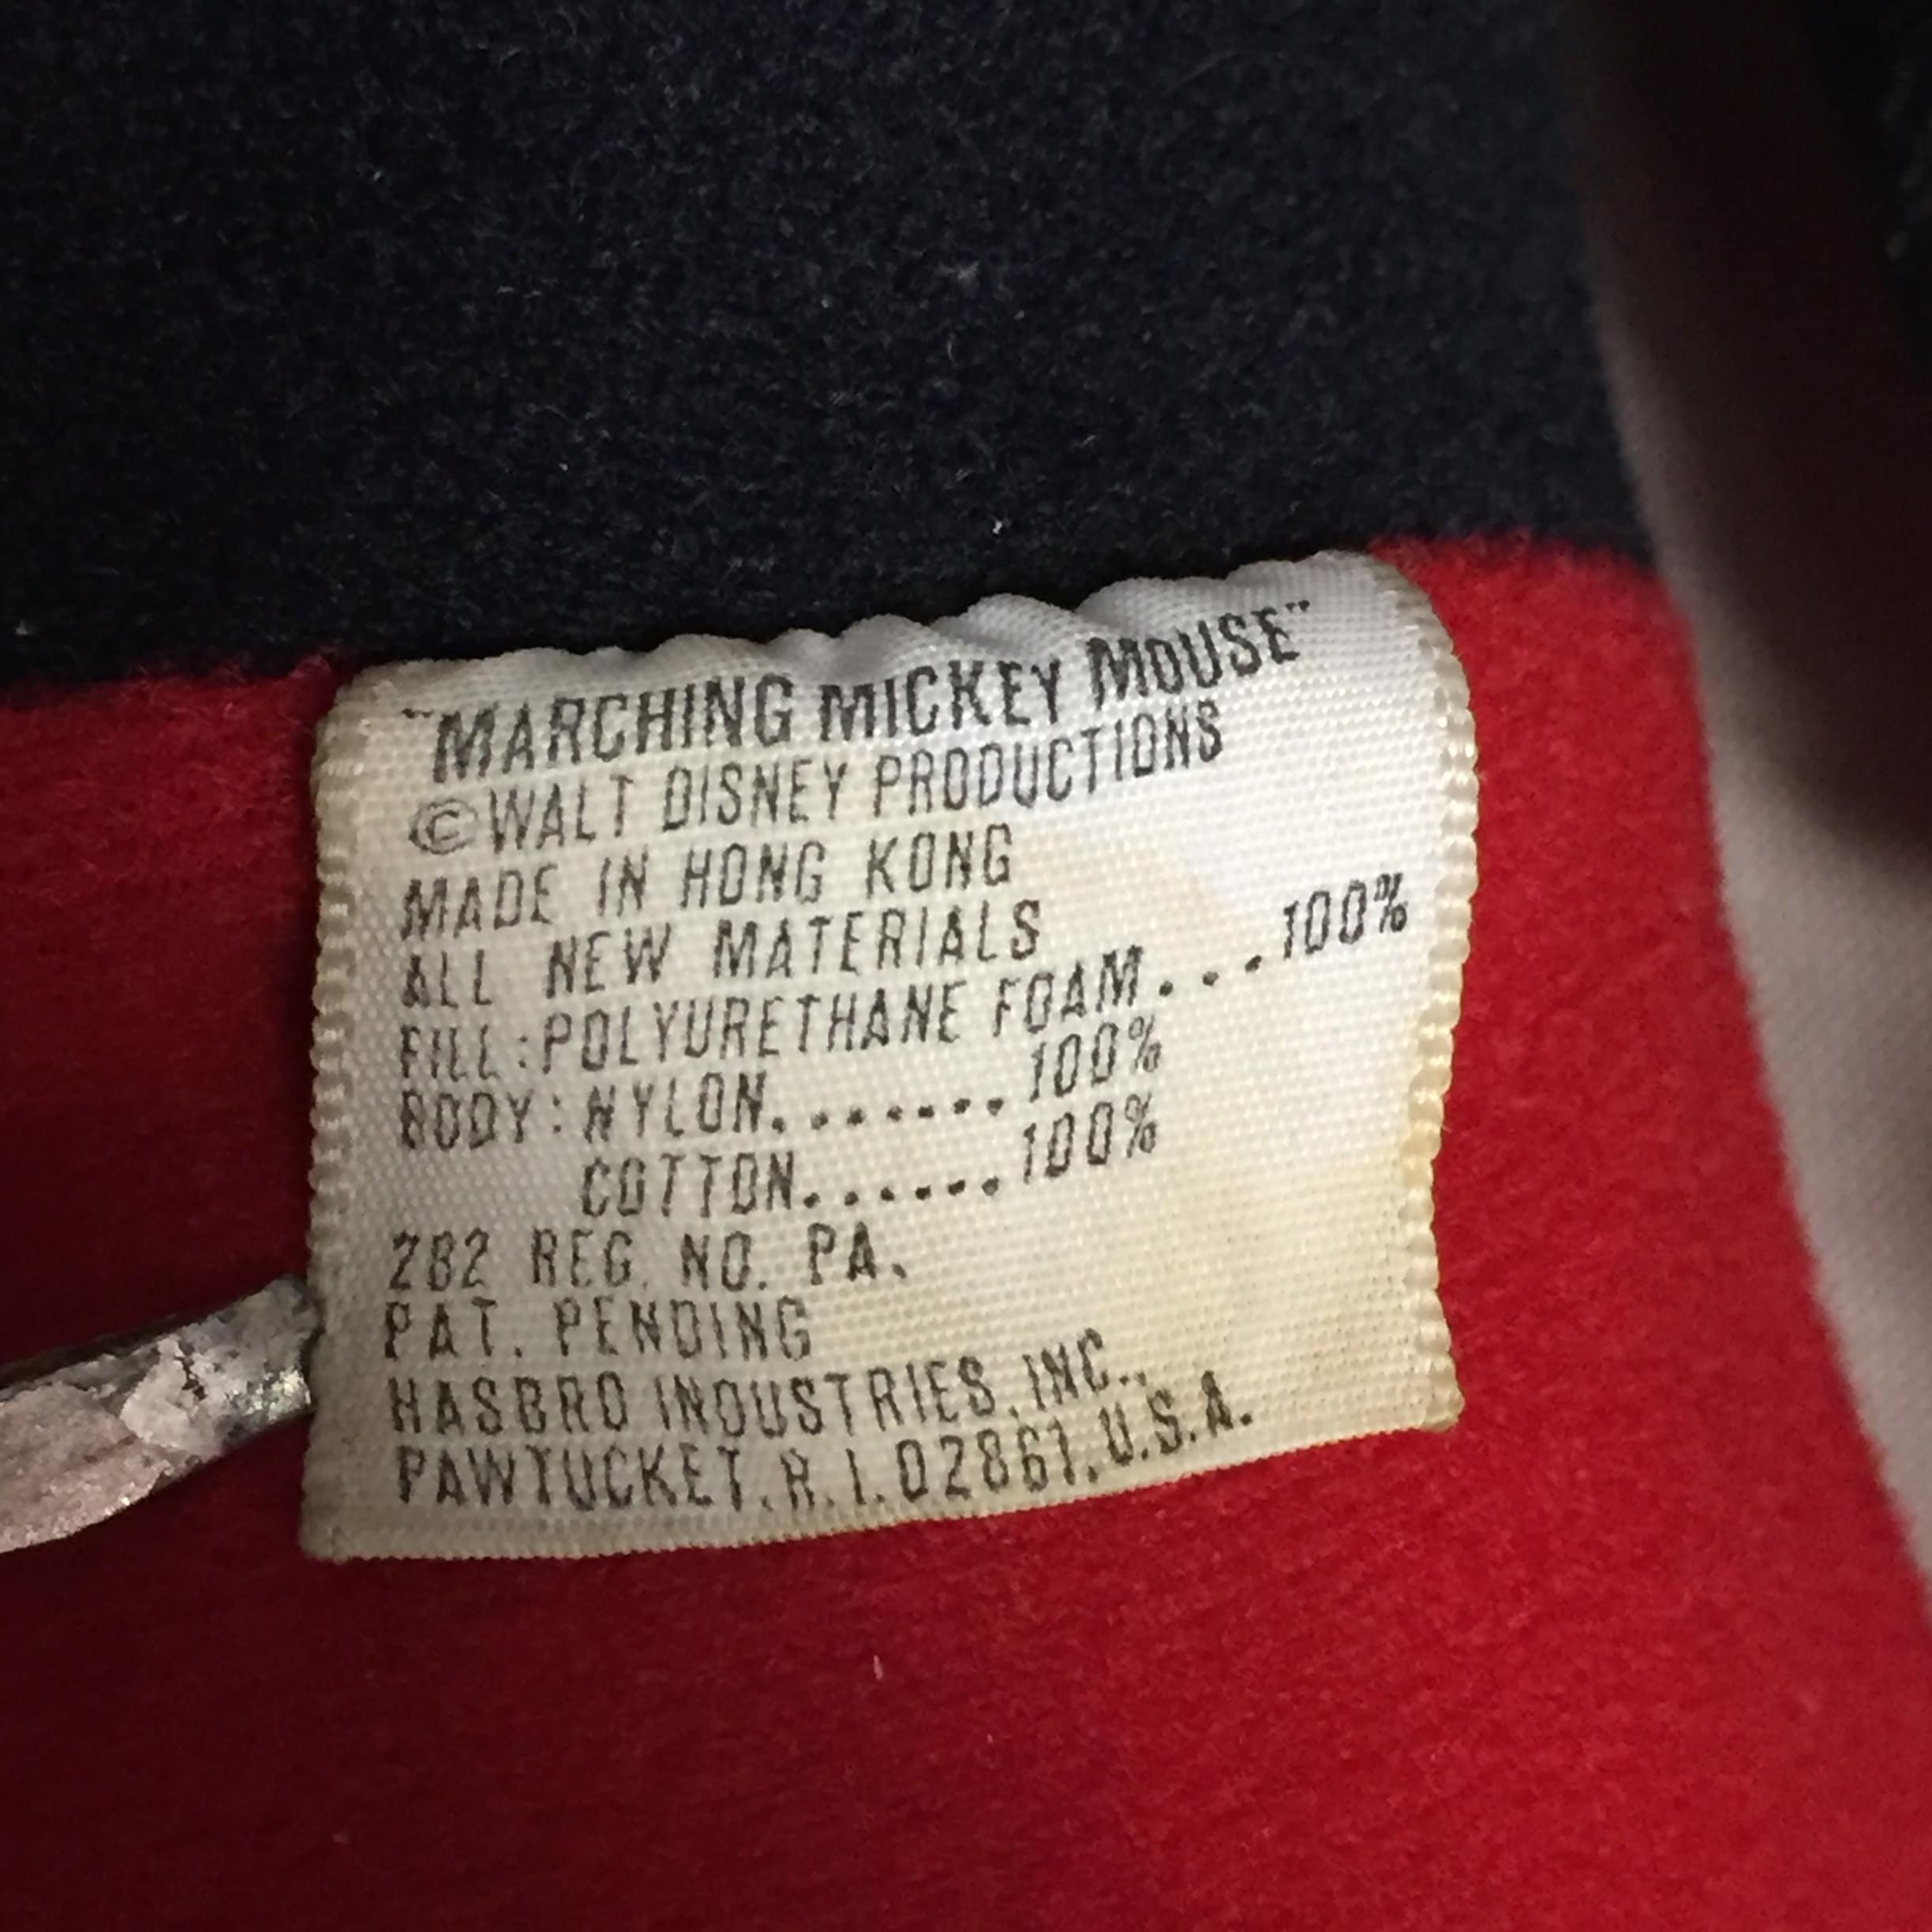 "MARCHING MICKEY MOUSE"
©WALT DISNEY PRODUCTIONS
MADE IN HONG KONG
ALL NEW MATERIALS
FILL:POLYURETHANE FOAM....100%
BODY:NYLON.......100%
COTTON......100%
282 REG. NO. PA.
PAT. PENDING
HASBRO INDUSTRIES, INC.,
PAWTUCKET, R.I. 02861, U.S.A.